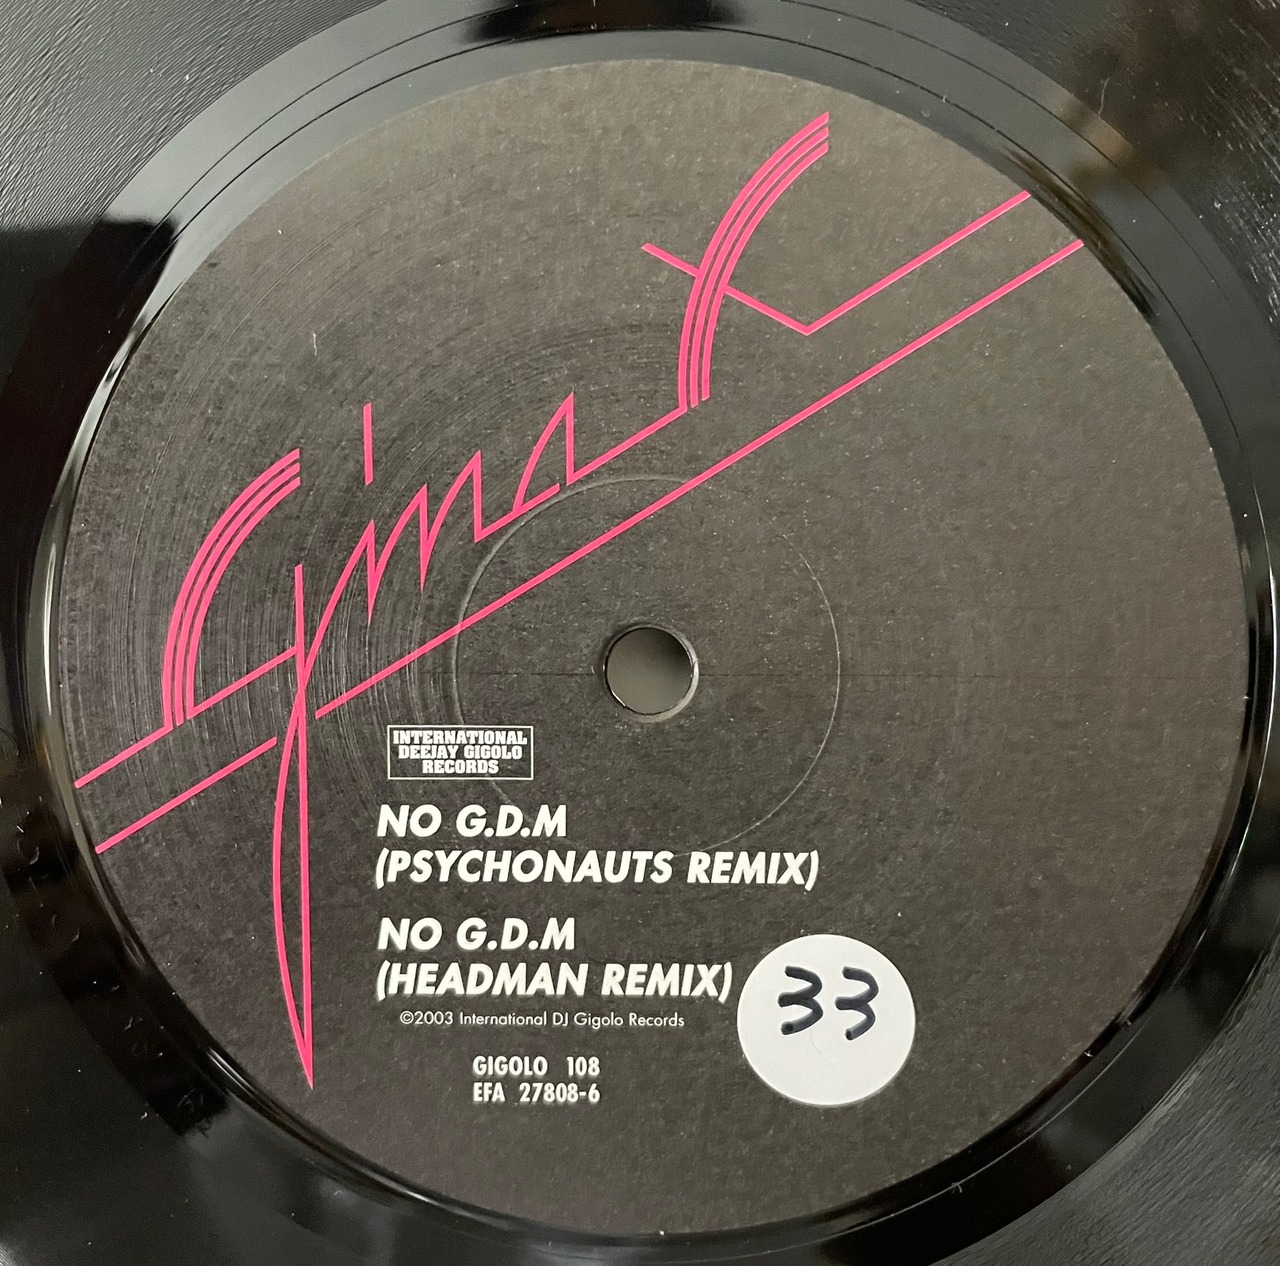 Gina X
INTERNATIONAL
DEEJAY GIGOLO
RECORDS
NO G.D.M
(PSYCHONAUTS REMIX)
NO G.D.M
(HEADMAN REMIX)
©2003 International DJ Gigolo Records
33
GIGOLO 108
EFA 27808-6